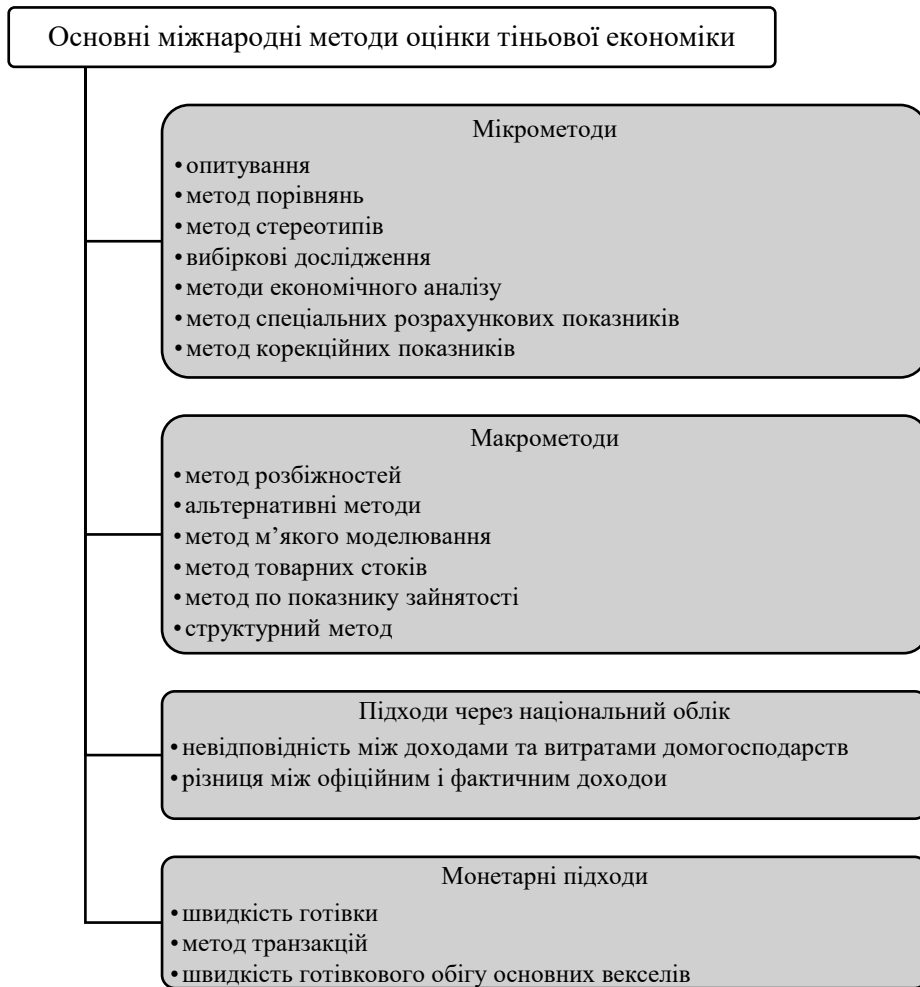 Основні міжнародні методи оцінки тіньової економіки
Мікрометоди
• опитування
• метод порівнянь
• метод стереотипів
• вибіркові дослідження
• методи економічного аналізу
• метод спеціальних розрахункових показників
• метод корекційних показників
Макрометоди
• метод розбіжностей
• альтернативні методи
• метод м’якого моделювання
• метод товарних стоків
• метод по показнику зайнятості
• структурний метод
Підходи через національний облік
• невідповідність між доходами та витратами домогосподарств
• різниця між офіційним і фактичним доходои
Монетарні підходи
• швидкість готівки
• метод транзакцій
• швидкість готівкового обігу основних векселів